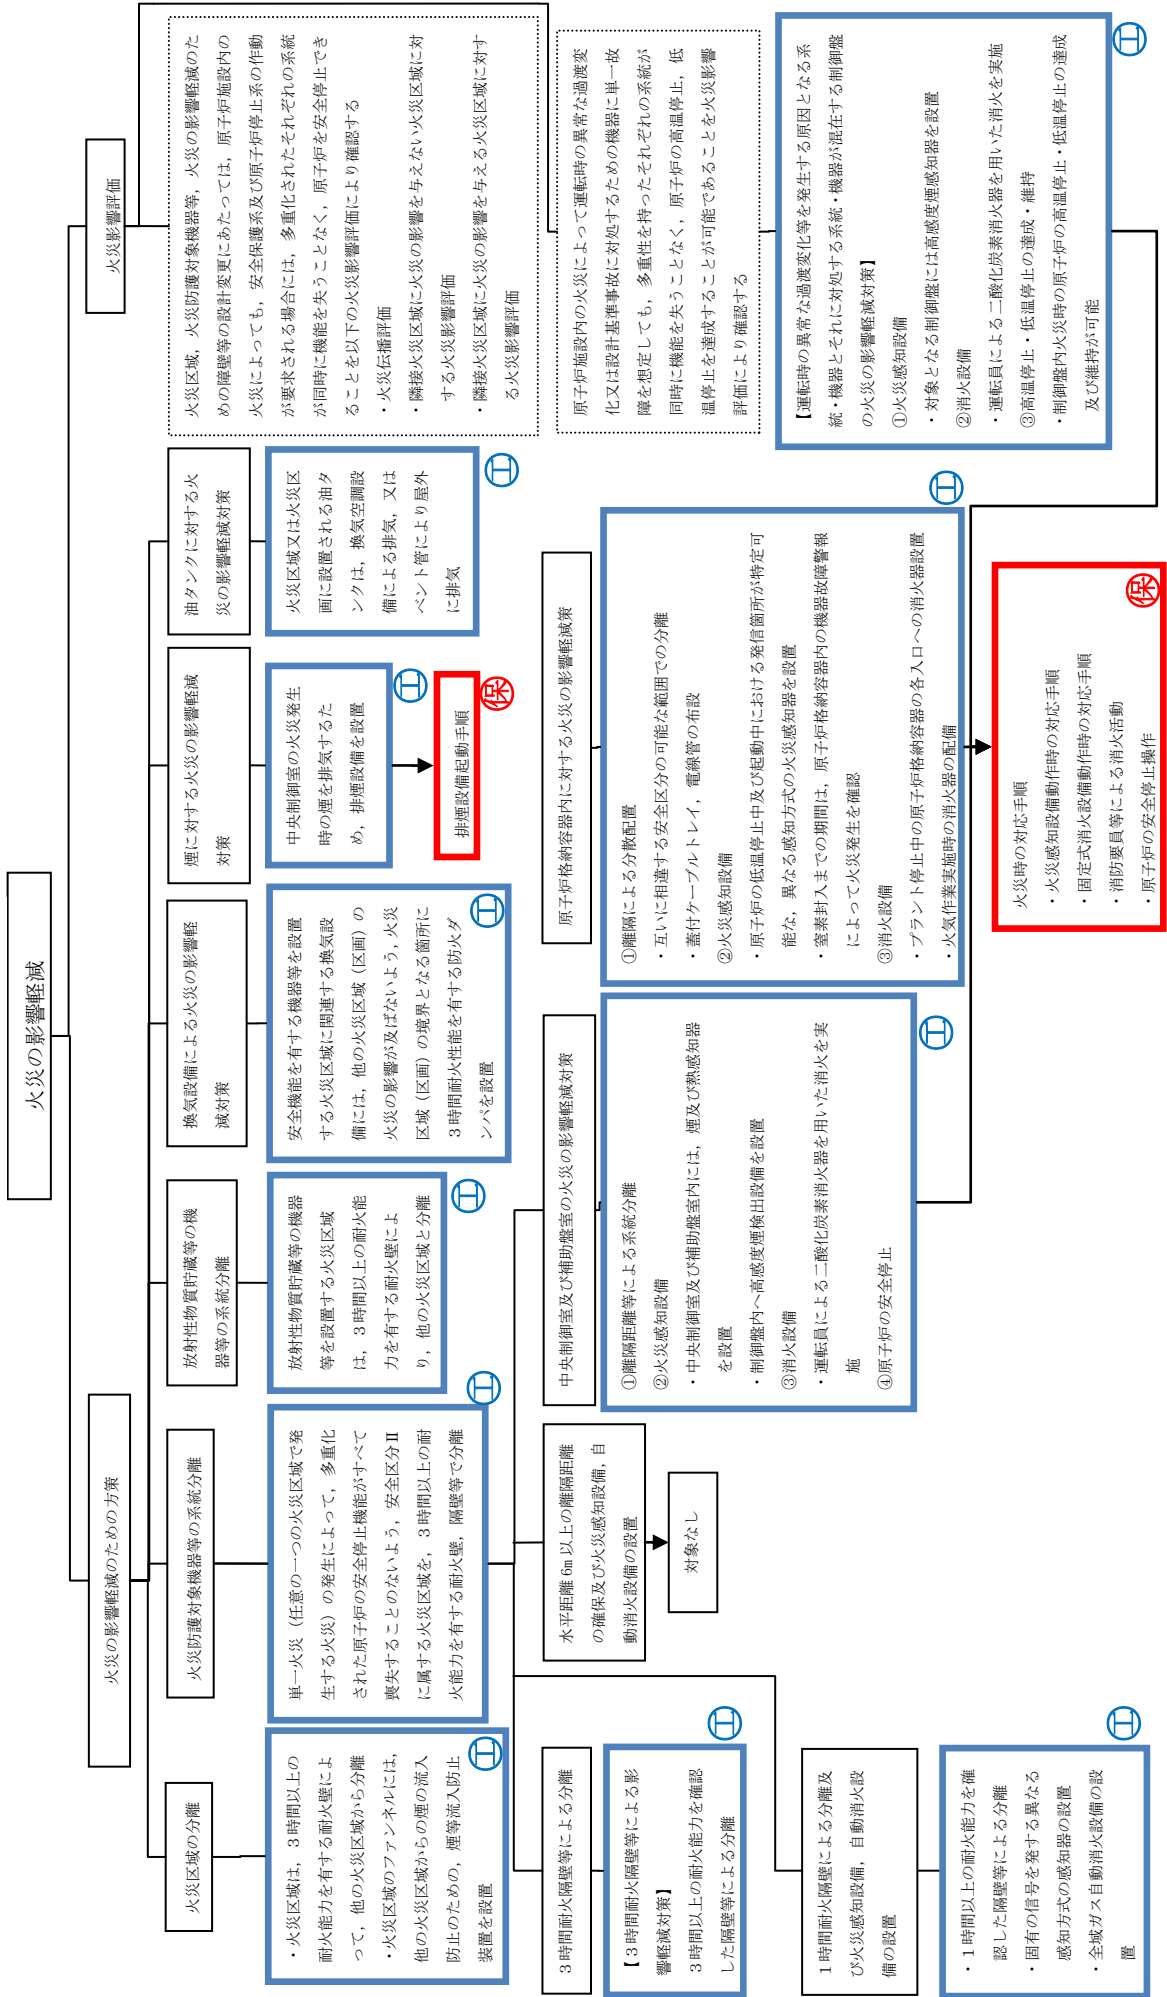 火災の影響軽減
火災の影響軽減のための方策
火災影響評価
火災区域の分離
・火災区域は、３時間以上の
耐火能力を有する耐火壁によ
って，他の火災区域から分離
・火災区域のファンネルには，
他の火災区域からの煙の流入
防止のための，煙等流入防止
装置を設置
工
火災防護対象機器等の系統分離
単一火災（任意の一つの火災区域で発
生する火災）の発生によって，多重化
された原子炉の安全停止機能がすべて
喪失することのないよう，安全区分Ⅱ
に属する火災区域を，３時間以上の耐
火能力を有する耐火壁，隔壁等で分離
工
放射性物質貯蔵等の機
器等の系統分離
放射性物質貯蔵等の機器
等を設置する火災区域
は，３時間以上の耐火能
力を有する耐火壁によ
り，他の火災区域と分離
工
換気設備による火災の影響軽
減対策
安全機能を有する機器等を設置
する火災区域に関連する換気設
備には，他の火災区域（区画）の
火災の影響が及ばないよう，火災
区域（区画）の境界となる箇所に
３時間耐火性能を有する防火ダ
ンパを設置
工
煙に対する火災の影響軽減
対策
中央制御室の火災発生
時の煙を排気するた
め，排煙設備を設置
工
排煙設備起動手順
保
油タンクに対する火
災の影響軽減対策
火災区域又は火災区
画に設置される油タ
ンクは，換気空調設
備による排気，又は
ベント管により屋外
に排気
工
火災区域，火災防護対象機器等，火災の影響軽減のた
めの障壁等の設計変更にあたっては，原子炉施設内の
火災によっても，安全保護系及び原子炉停止系の作動
が要求される場合には，多重化されたそれぞれの系統
が同時に機能を失うことなく，原子炉を安全停止でき
ることを以下の火災影響評価により確認する
・火災伝播評価
・隣接火災区域に火災の影響を与えない火災区域に対
する火災影響評価
・隣接火災区域に火災の影響を与える火災区域に対す
る火災影響評価
原子炉施設内の火災によって運転時の異常な過渡変
化又は設計基準事故に対処するための機器に単一故
障を想定しても，多重性を持ったそれぞれの系統が
同時に機能を失うことなく，原子炉の高温停止，低
温停止を達成することが可能であることを火災影響
評価により確認する
【運転時の異常な過渡変化等を発生する原因となる系
統・機器とそれに対処する系統・機器が混在する制御盤
の火災の影響軽減対策】
①火災感知設備
・対象となる制御盤には高感度煙感知器を設置
②消火設備
・運転員による二酸化炭素消火器を用いた消火を実施
③高温停止・低温停止の達成・維持
・制御盤内火災時の原子炉の高温停止・低温停止の達成
及び維持が可能
工
３時間耐火隔壁等による分離
【３時間耐火隔壁等による影
響軽減対策】
３時間以上の耐火能力を確認
した隔壁等による分離
工
水平距離 6m 以上の離隔距離
の確保及び火災感知設備，自
動消火設備の設置
対象なし
中央制御室及び補助盤室の火災の影響軽減対策
①離隔距離等による系統分離
②火災感知設備
・中央制御室及び補助盤室内には，煙及び熱感知器
を設置
・制御盤内へ高感度煙検出設備を設置
③消火設備
・運転員による二酸化炭素消火器を用いた消火を実
施
④原子炉の安全停止
工
原子炉格納容器内に対する火災の影響軽減対策
①離隔による分散配置
・互いに相違する安全区分の可能な範囲での分離
・蓋付ケーブルトレイ，電線管の布設
②火災感知設備
・原子炉の低温停止中及び起動中における発信箇所が特定可
能な，異なる感知方式の火災感知器を設置
・窒素封入までの期間は，原子炉格納容器内の機器故障警報
によって火災発生を確認
③消火設備
・プラント停止中の原子炉格納容器の各入口への消火器設置
・火気作業実施時の消火器の配備
工
１時間耐火隔壁による分離及
び火災感知設備，自動消火設
備の設置
・１時間以上の耐火能力を確
認した隔壁等による分離
・固有の信号を発する異なる
感知方式の感知器の設置
・全域ガス自動消火設備の設
置
工
火災時の対応手順
・火災感知設備動作時の対応手順
・固定式消火設備動作時の対応手順
・消防要員等による消火活動
・原子炉の安全停止操作
保